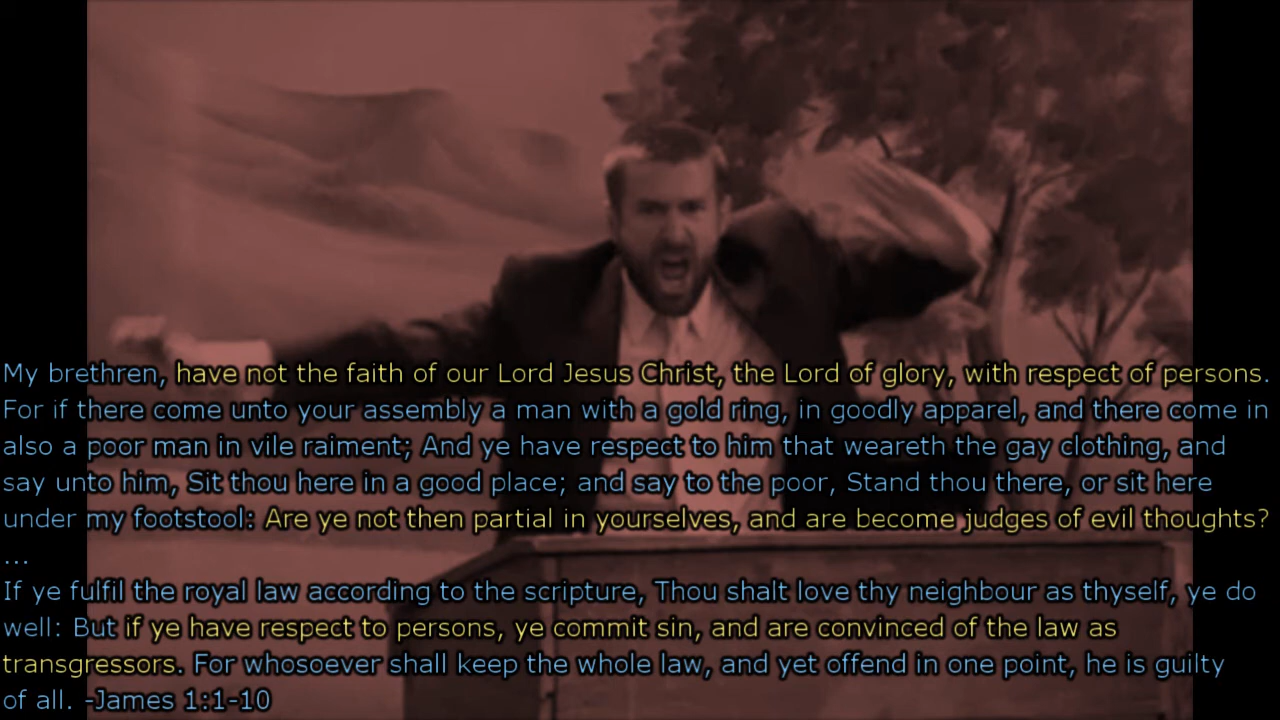 My brethren, have not the faith of our Lord Jesus Christ, the Lord of glory, with respect of persons.
For if there come unto your assembly a man with a gold ring, in goodly apparel, and there come in
also a poor man in vile raiment; And ye have respect to him that weareth the gay clothing, and
say unto him, Sit thou here in a good place; and say to the poor, Stand thou there, or sit here
under my footstool: Are ye not then partial in yourselves, and are become judges of evil thoughts?
...
If ye fulfil the royal law according to the scripture, Thou shalt love thy neighbour as thyself, ye do
well: But if ye have respect to persons, ye commit sin, and are convinced of the law as
transgressors. For whosoever shall keep the whole law, and yet offend in one point, he is guilty
of all. -James 1:1-10